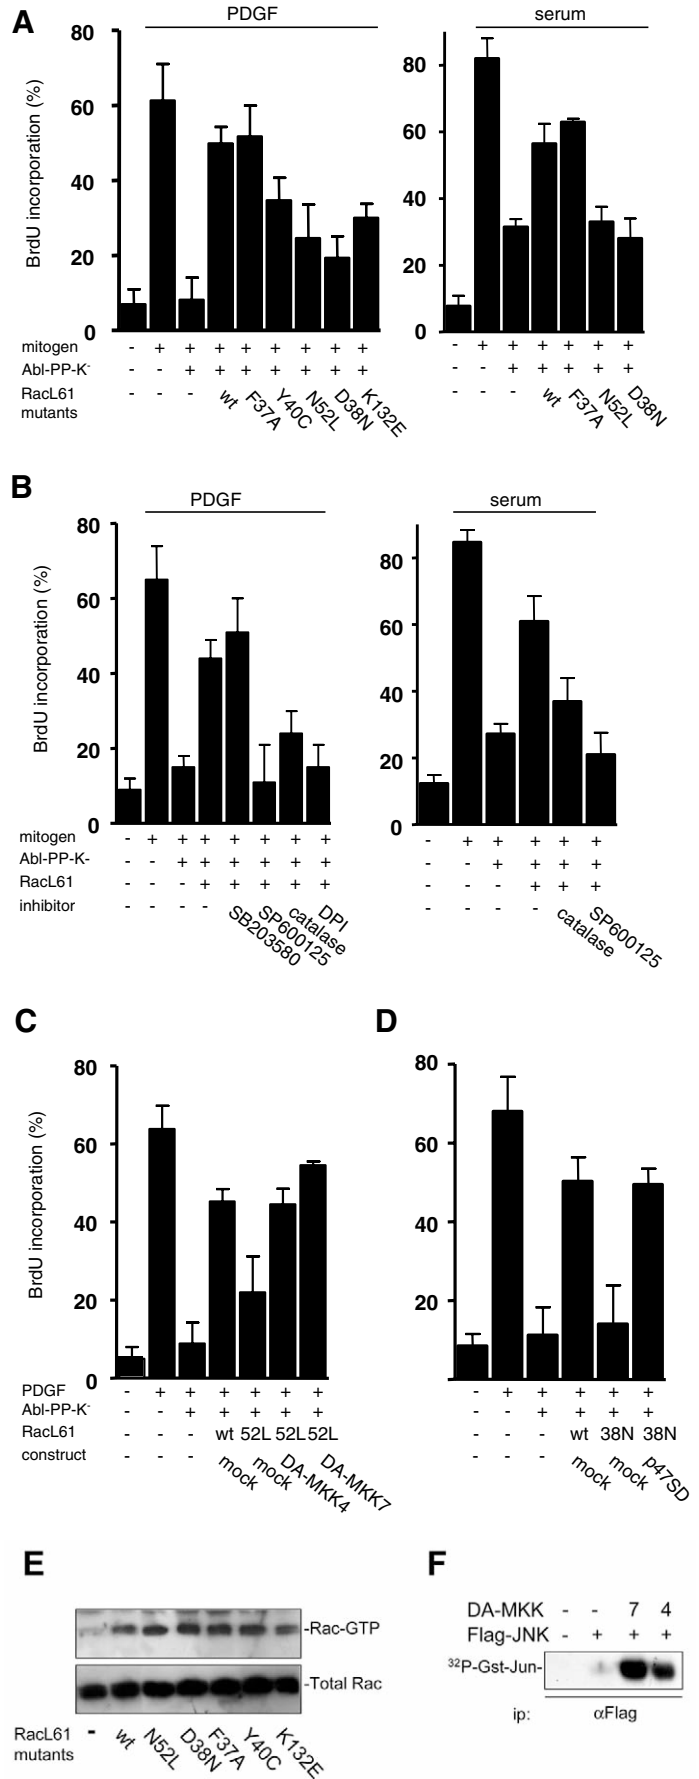 A
PDGF
serum
BrdU incorporation (%)
80
60
40
20
0
80
60
40
20
0
mitogen - + + + + + + + +
- + + + + + +
Abl-PP-K- - - + + + + + + +
- - + + + + +
RacL61 mutants - - - wt F37A Y40C N52L D38N K132E
- - - wt F37A N52L D38N
B
PDGF
serum
BrdU incorporation (%)
80
60
40
20
0
80
60
40
20
0
mitogen - + + + + + + +
- + + + + +
Abl-PP-K- - - + + + + + +
- - + + + +
RacL61 - - - + + + + +
- - - + + +
inhibitor - - - - SB203580 SP600125 catalase DPI
- - - - catalase SP600125
C
BrdU incorporation (%)
80
60
40
20
0
PDGF - + + + + + +
Abl-PP-K- - - + + + + +
RacL61 - - - wt 52L 52L 52L
construct - - - mock mock DA-MKK4 DA-MKK7
D
80
60
40
20
- + + + + +
- - + + + +
- - - wt 38N 38N
- - - mock mock p47SD
E
-Rac-GTP
-Total Rac
RacL61 mutants - wt N52L D38N F37A Y40C K132E
F
DA-MKK - - 7 4
Flag-JNK - + + +
32P-Gst-Jun-
ip: αFlag